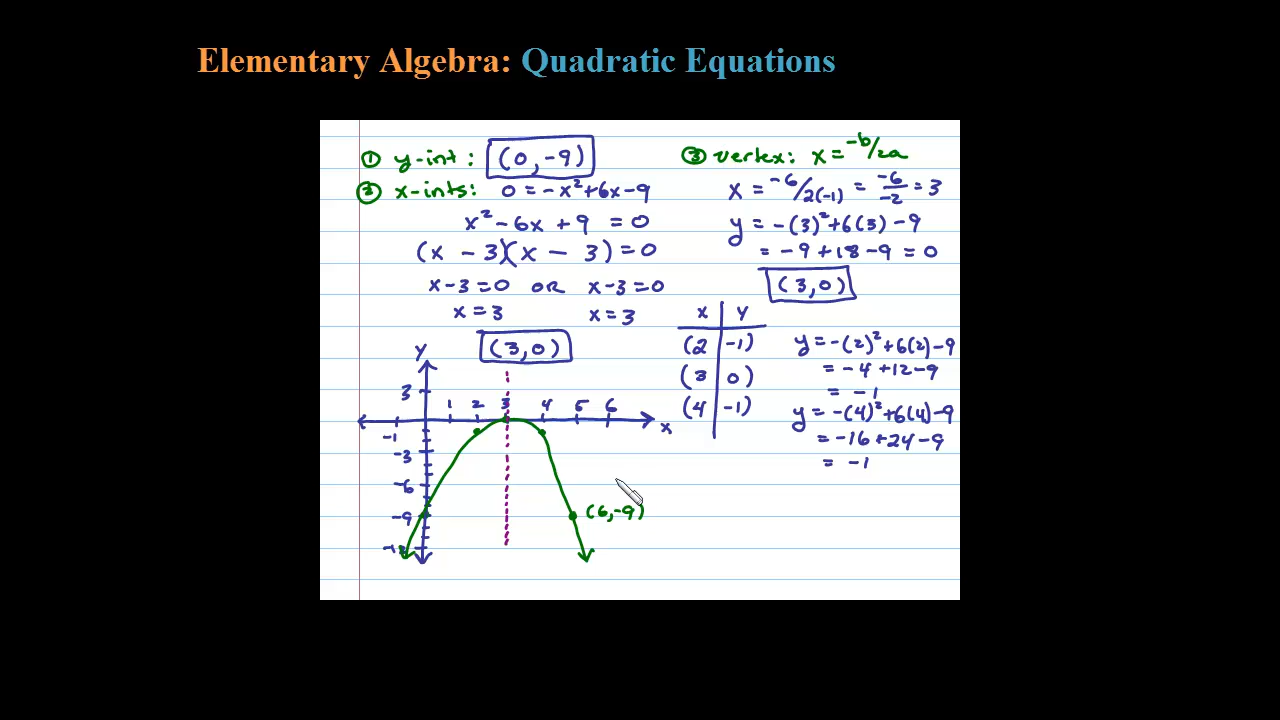 Elementary Algebra: Quadratic Equations
① y-int: (0, -9)
② x-ints: 0 = -x² + 6x - 9
x² - 6x + 9 = 0
(x - 3)(x - 3) = 0
x - 3 = 0 OR x - 3 = 0
x = 3 x = 3
(3, 0)
③ vertex: x = -b/2a
x = -6/2(-1) = -6/-2 = 3
y = -(3)² + 6(3) - 9
= -9 + 18 - 9 = 0
(3, 0)
x y
(2 -1)
(3 0)
(4 -1)
y = -(2)² + 6(2) - 9
= -4 + 12 - 9
= -1
y = -(4)² + 6(4) - 9
= -16 + 24 - 9
= -1
y
3
-1 1 2 3 4 5 6 x
-3
-6
-9 (6, -9)
-12